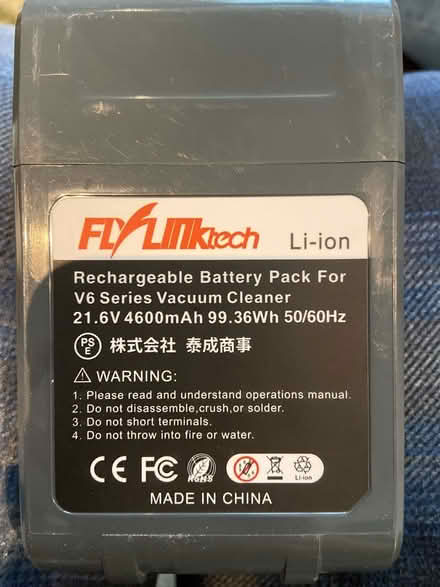 FLYLINKtech Li-ion
Rechargeable Battery Pack For
V6 Series Vacuum Cleaner
21.6V 4600mAh 99.36Wh 50/60Hz
PSE 株式会社 泰成商事
⚠ WARNING:
1. Please read and understand operations manual.
2. Do not disassemble,crush,or solder.
3. Do not short terminals.
4. Do not throw into fire or water.
CE FC RoHS Li-ion
MADE IN CHINA